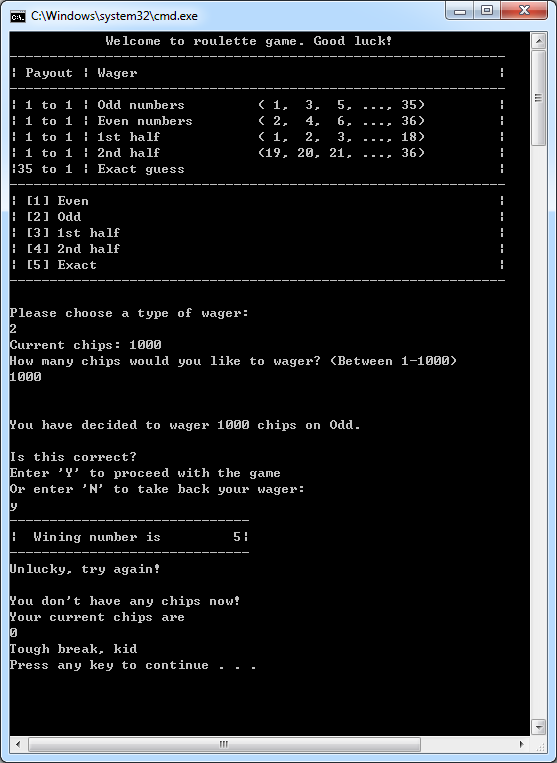 C:\Windows\system32\cmd.exe
Welcome to roulette game. Good luck!
---------------------------------------------------------------
¦ Payout ¦ Wager ¦
---------------------------------------------------------------
¦ 1 to 1 ¦ Odd numbers ( 1, 3, 5, ..., 35) ¦
¦ 1 to 1 ¦ Even numbers ( 2, 4, 6, ..., 36) ¦
¦ 1 to 1 ¦ 1st half ( 1, 2, 3, ..., 18) ¦
¦ 1 to 1 ¦ 2nd half (19, 20, 21, ..., 36) ¦
¦35 to 1 ¦ Exact guess ¦
---------------------------------------------------------------
¦ [1] Even ¦
¦ [2] Odd ¦
¦ [3] 1st half ¦
¦ [4] 2nd half ¦
¦ [5] Exact ¦
---------------------------------------------------------------
Please choose a type of wager:
2
Current chips: 1000
How many chips would you like to wager? (Between 1-1000)
1000
You have decided to wager 1000 chips on Odd.
Is this correct?
Enter 'Y' to proceed with the game
Or enter 'N' to take back your wager:
y
------------------------------
¦ Wining number is 5¦
------------------------------
Unlucky, try again!
You don't have any chips now!
Your current chips are
0
Tough break, kid
Press any key to continue . . .